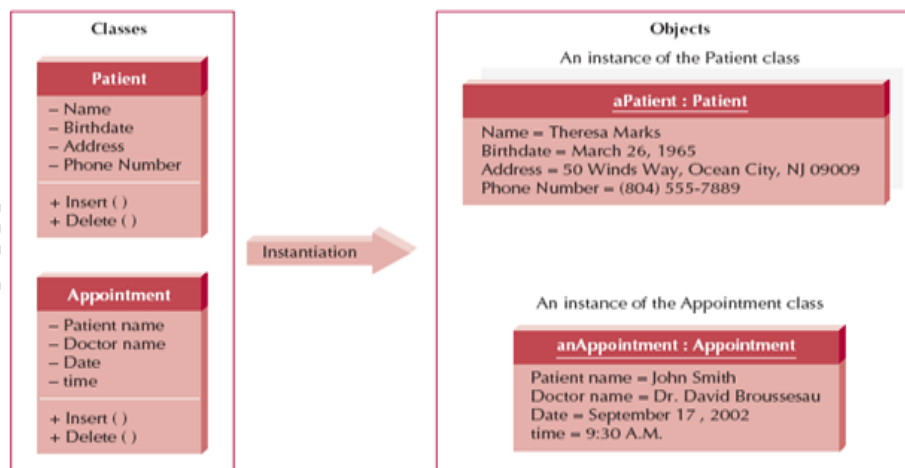 Classes
Patient
– Name
– Birthdate
– Address
– Phone Number
+ Insert ( )
+ Delete ( )
Appointment
– Patient name
– Doctor name
– Date
– time
+ Insert ( )
+ Delete ( )
Instantiation
Objects
An instance of the Patient class
aPatient : Patient
Name = Theresa Marks
Birthdate = March 26, 1965
Address = 50 Winds Way, Ocean City, NJ 09009
Phone Number = (804) 555-7889
An instance of the Appointment class
anAppointment : Appointment
Patient name = John Smith
Doctor name = Dr. David Broussesau
Date = September 17 , 2002
time = 9:30 A.M.